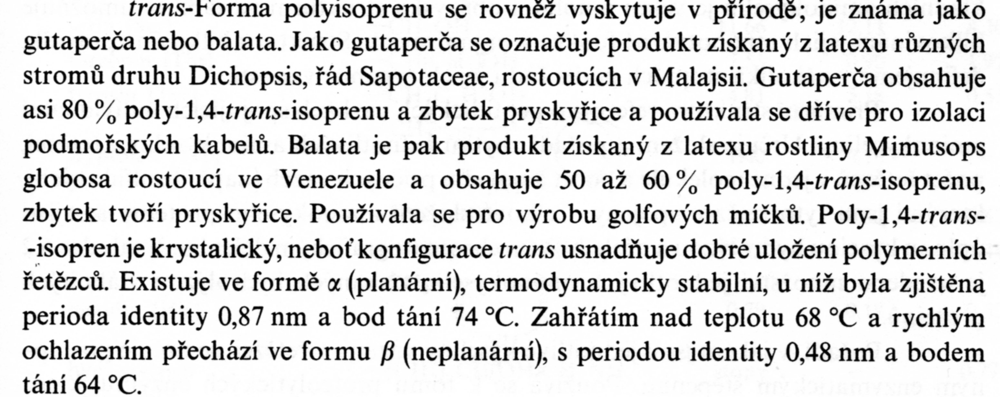 trans-Forma polyisoprenu se rovněž vyskytuje v přírodě; je známa jako
gutaperča nebo balata. Jako gutaperča se označuje produkt získaný z latexu různých
stromů druhu Dichopsis, řád Sapotaceae, rostoucích v Malajsii. Gutaperča obsahuje
asi 80 % poly-1,4-trans-isoprenu a zbytek pryskyřice a používala se dříve pro izolaci
podmořských kabelů. Balata je pak produkt získaný z latexu rostliny Mimusops
globosa rostoucí ve Venezuele a obsahuje 50 až 60 % poly-1,4-trans-isoprenu,
zbytek tvoří pryskyřice. Používala se pro výrobu golfových míčků. Poly-1,4-trans-
-isopren je krystalický, neboť konfigurace trans usnadňuje dobré uložení polymerních
řetězců. Existuje ve formě α (planární), termodynamicky stabilní, u níž byla zjištěna
perioda identity 0,87 nm a bod tání 74 °C. Zahřátím nad teplotu 68 °C a rychlým
ochlazením přechází ve formu β (neplanární), s periodou identity 0,48 nm a bodem
tání 64 °C.